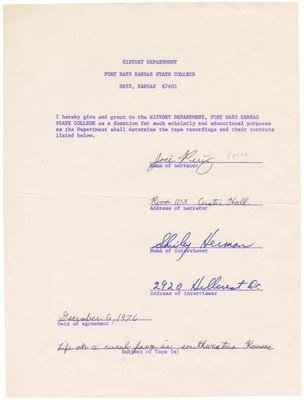 HISTORY DEPARTMENT
FORT HAYS KANSAS STATE COLLEGE
HAYS, KANSAS 67601
I hereby give and grant to the HISTORY DEPARTMENT, FORT HAYS KANSAS
STATE COLLEGE as a donation for such scholarly and educational purposes
as the Department shall determine the tape recordings and their contents
listed below.
José Ruiz
Name of narrator
Room 103 Custer Hall
Address of narrator
Shirley Herman
Name of Interviewer
2920 Hillcrest Dr.
Address of Interviewer
December 6, 1976
Date of agreement
Life on a rural farm in southwestern Kansas
Subject of Tape (s)